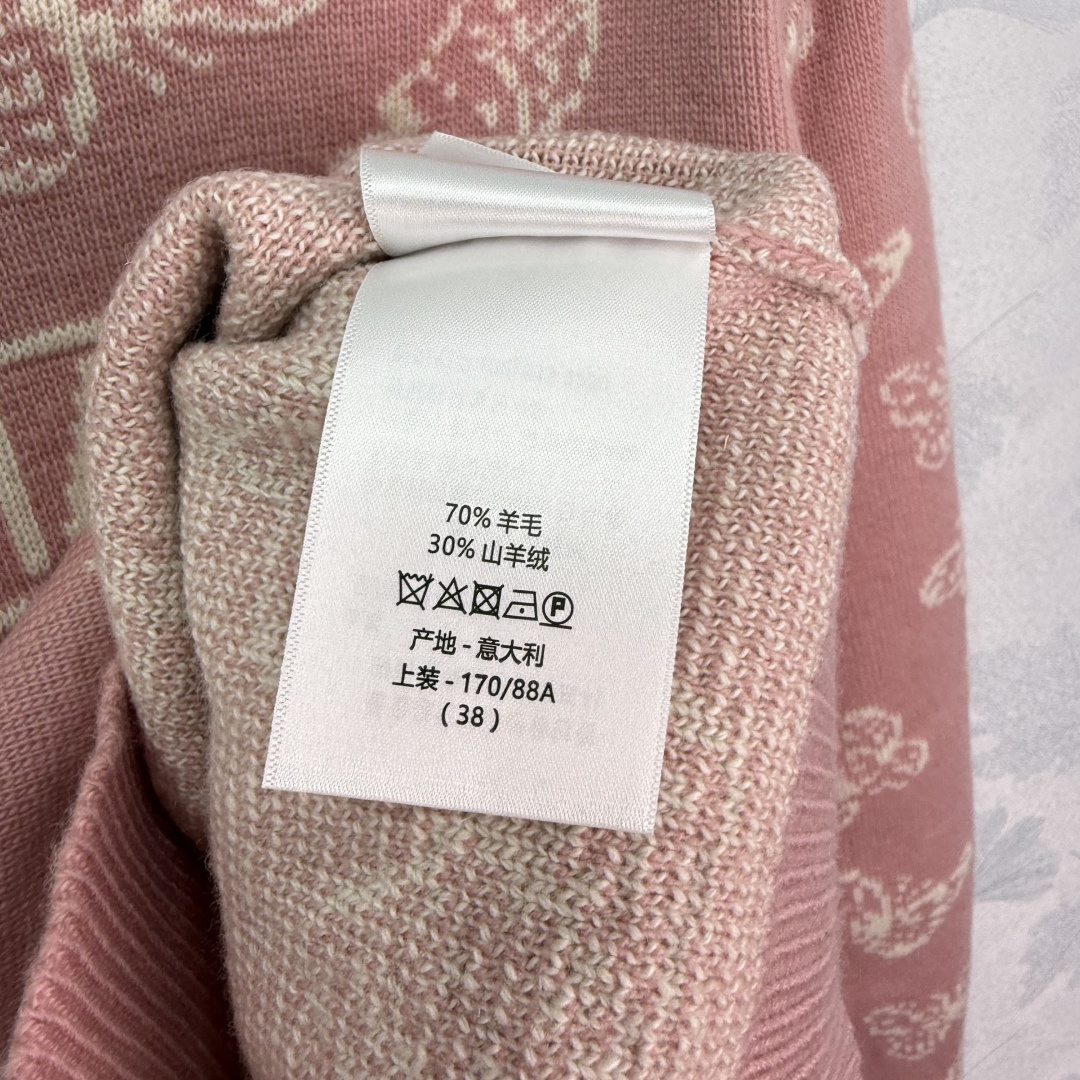 70% 羊毛
30% 山羊绒
P
产地 - 意大利
上装 - 170/88A
( 38 )